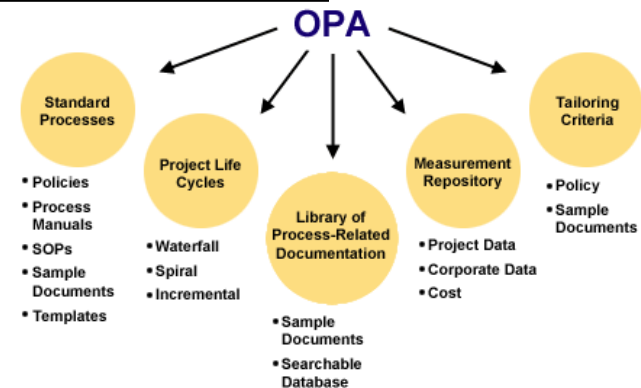 OPA
Standard
Processes
• Policies
• Process
Manuals
• SOPs
• Sample
Documents
• Templates
Project Life
Cycles
• Waterfall
• Spiral
• Incremental
Library of
Process-Related
Documentation
• Sample
Documents
• Searchable
Database
Measurement
Repository
• Project Data
• Corporate Data
• Cost
Tailoring
Criteria
• Policy
• Sample
Documents